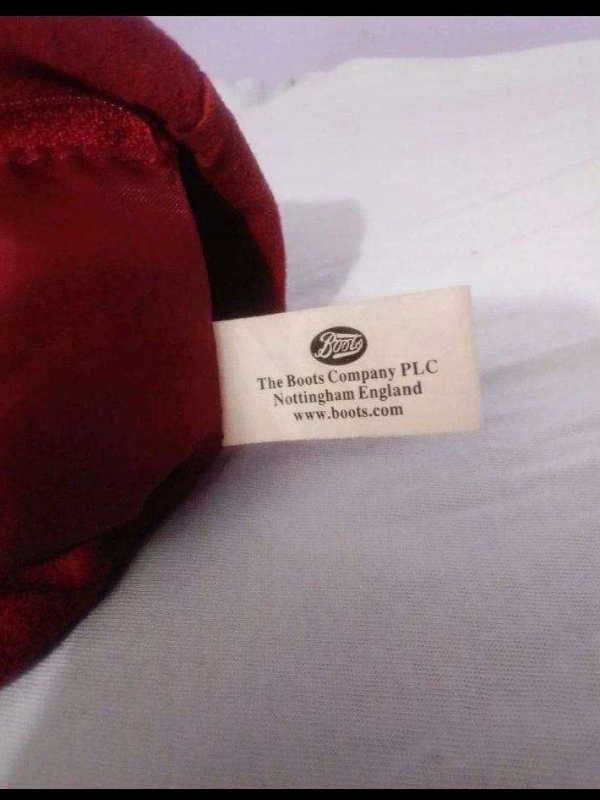 Boots
The Boots Company PLC
Nottingham England
www.boots.com